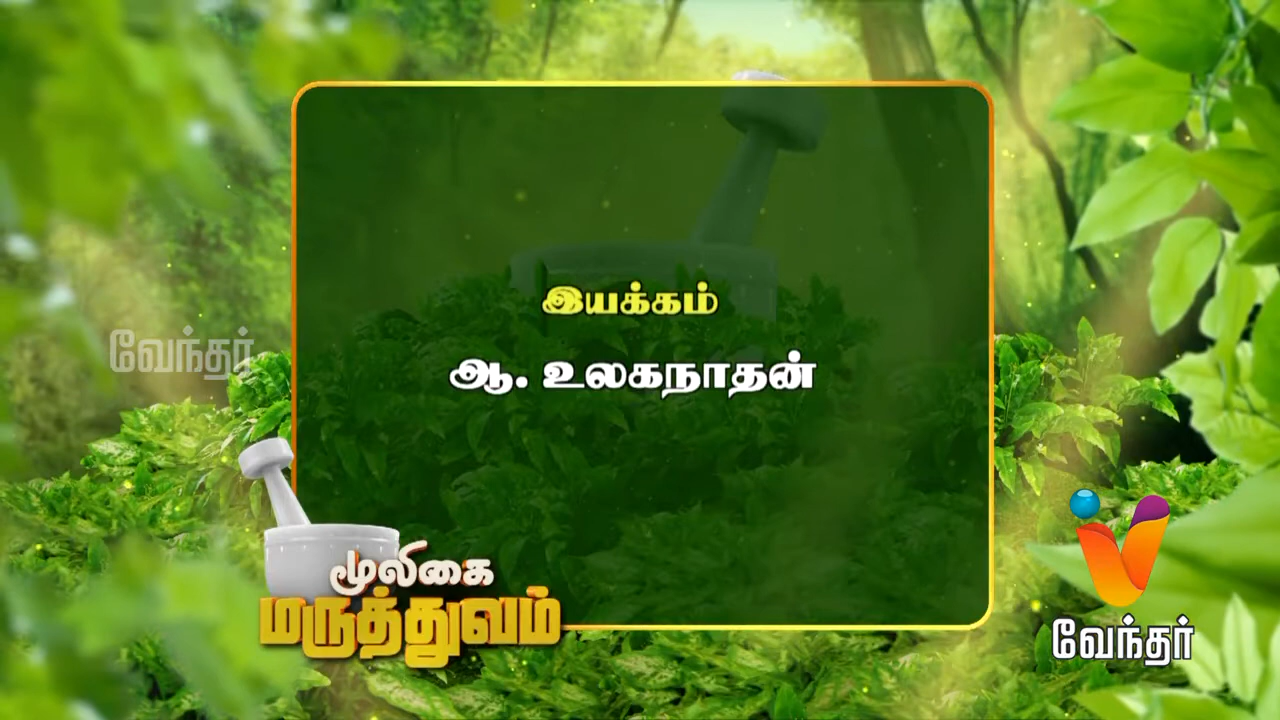 இயக்கம்
ஆ. உலகநாதன்
வேந்தர்
மூலிகை
மருத்துவம்
வேந்தர்